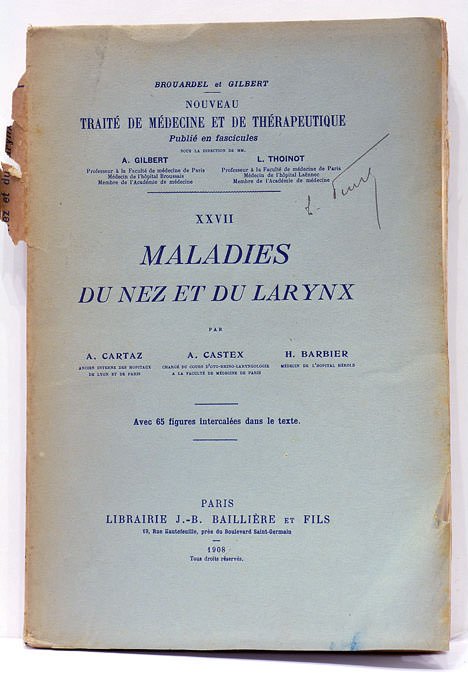 BROUARDEL et GILBERT
NOUVEAU
TRAITÉ DE MÉDECINE ET DE THÉRAPEUTIQUE
Publié en fascicules
SOUS LA DIRECTION DE MM.
A. GILBERT
Professeur à la Faculté de médecine de Paris
Médecin de l'hôpital Broussais
Membre de l'Académie de médecine
L. THOINOT
Professeur à la Faculté de médecine de Paris
Médecin de l'hôpital Laënnec
Membre de l'Académie de médecine
XXVII
MALADIES
DU NEZ ET DU LARYNX
PAR
A. CARTAZ
ANCIEN INTERNE DES HOPITAUX
DE LYON ET DE PARIS
A. CASTEX
CHARGÉ DU COURS D'OTO-RHINO-LARYNGOLOGIE
A LA FACULTÉ DE MÉDECINE DE PARIS
H. BARBIER
MÉDECIN DE L'HOPITAL HÉROLD
Avec 65 figures intercalées dans le texte.
PARIS
LIBRAIRIE J.-B. BAILLIÈRE ET FILS
19, Rue Hautefeuille, près du Boulevard Saint-Germain
1908
Tous droits réservés.
ez et du